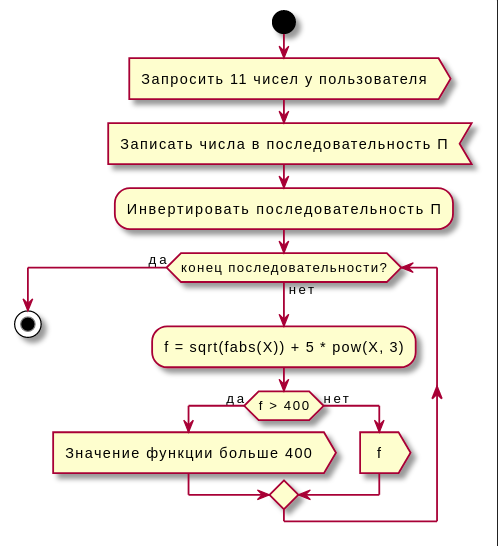 Запросить 11 чисел у пользователя
Записать числа в последовательность П
Инвертировать последовательность П
да
конец последовательности?
нет
f = sqrt(fabs(X)) + 5 * pow(X, 3)
да
f > 400
нет
Значение функции больше 400
f